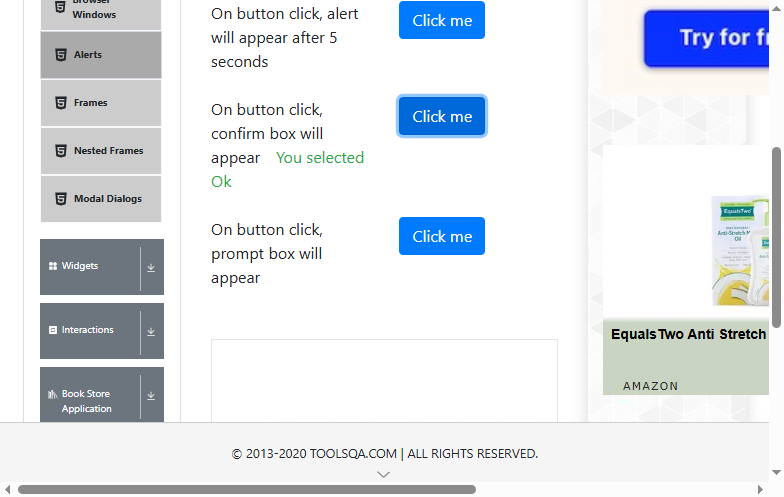 Browser
Windows
Alerts
Frames
Nested Frames
Modal Dialogs
Widgets
Interactions
Book Store
Application
On button click, alert
will appear after 5
seconds
Click me
On button click,
confirm box will
appear You selected
Ok
Click me
On button click,
prompt box will
appear
Click me
Try for fr
EqualsTwo
Anti-Stretch M
Oil
EqualsTwo Anti Stretch
AMAZON
© 2013-2020 TOOLSQA.COM | ALL RIGHTS RESERVED.